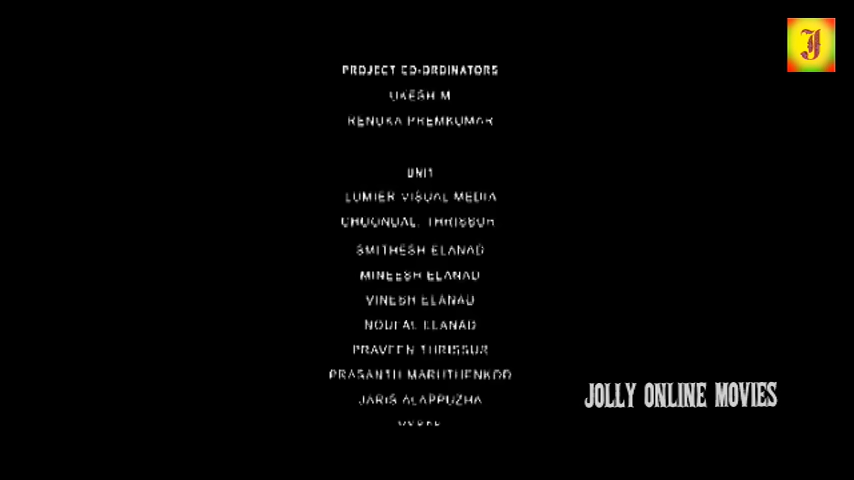 J
PROJECT CO-ORDINATORS
UKESH M
RENUKA PREMKUMAR
UNIT
LUMIER VISUAL MEDIA
CHOONDAL, THRISSUR
SMITHESH ELANAD
MINEESH ELANAD
VINESH ELANAD
NOUFAL ELANAD
PRAVEEN THRISSUR
PRASANTH MARUTHENKOD
JARIS ALAPPUZHA
JOLLY ONLINE MOVIES